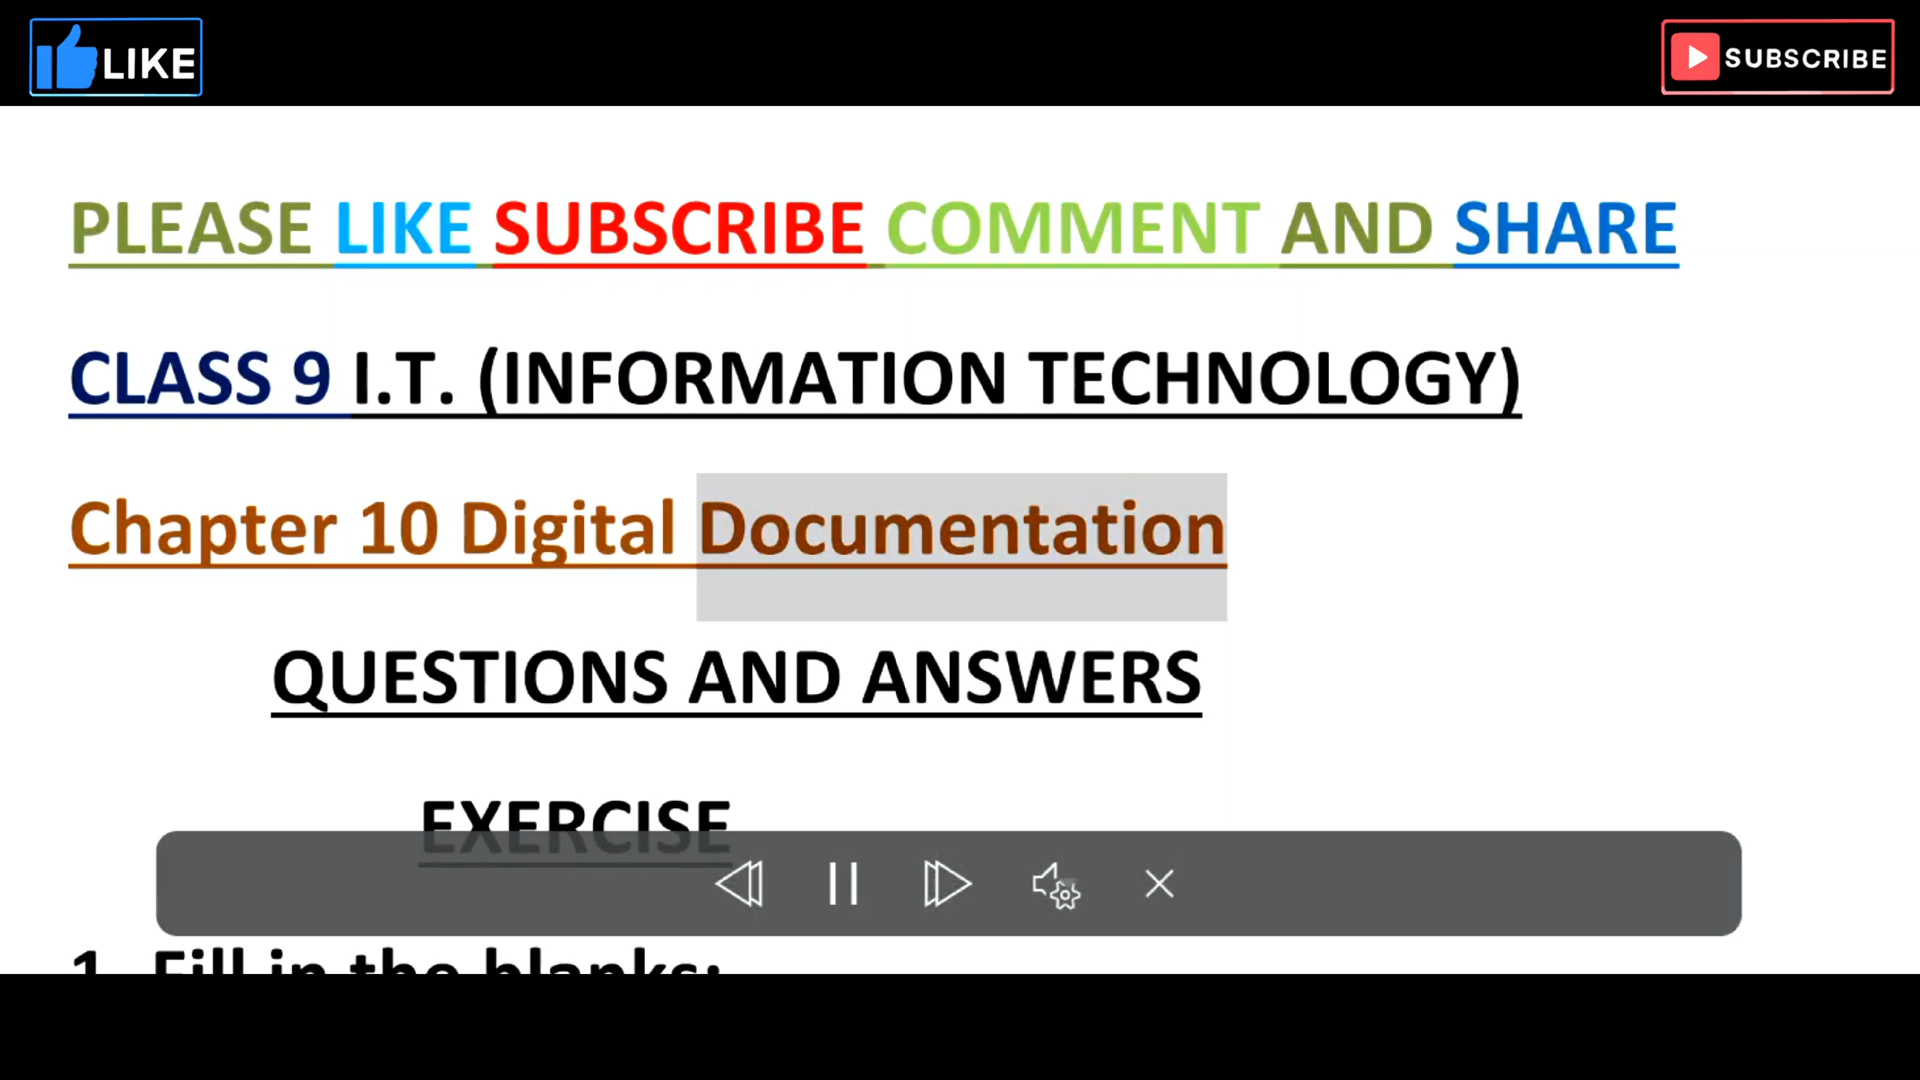 LIKE
SUBSCRIBE
PLEASE LIKE SUBSCRIBE COMMENT AND SHARE
CLASS 9 I.T. (INFORMATION TECHNOLOGY)
Chapter 10 Digital Documentation
QUESTIONS AND ANSWERS
EXERCISE
1. Fill in the blanks: